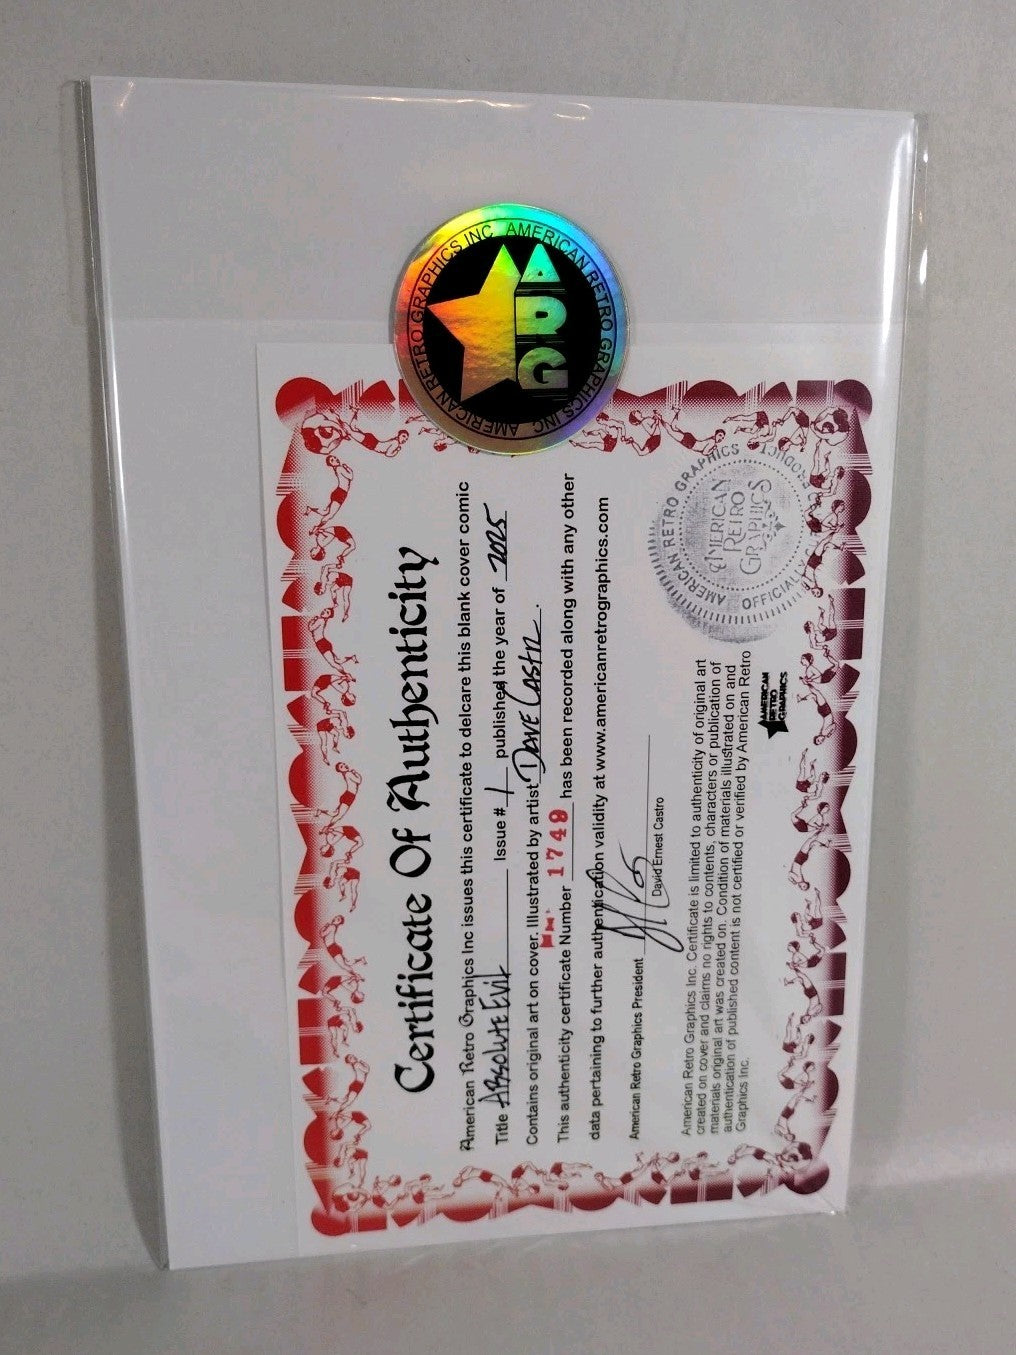 AMERICAN RETRO GRAPHICS INC AMERICAN RETRO GRAPHICS INC
ARG
Certificate Of Authenticity
American Retro Graphics Inc issues this certificate to delcare this blank cover comic
Title Absolute Evil Issue # 1 published the year of 2025
Contains original art on cover. Illustrated by artist Dave Castr.
This authenticity certificate Number 1749 has been recorded along with any other
data pertaining to further authentication validity at www.americanretrographics.com
American Retro Graphics President
David Ernest Castro
American Retro Graphics Inc. Certificate is limited to authenticity of original art
created on cover and claims no rights to contents, characters or publication of
materials original art was created on. Condition of materials illustrated on and
authentication of published content is not certified or verified by American Retro
Graphics Inc.
AMERICAN
RETRO
GRAPHICS
AMERICAN RETRO GRAPHICS
OFFICIAL PRODUCT
AMERICAN
RETRO
GRAPHICS